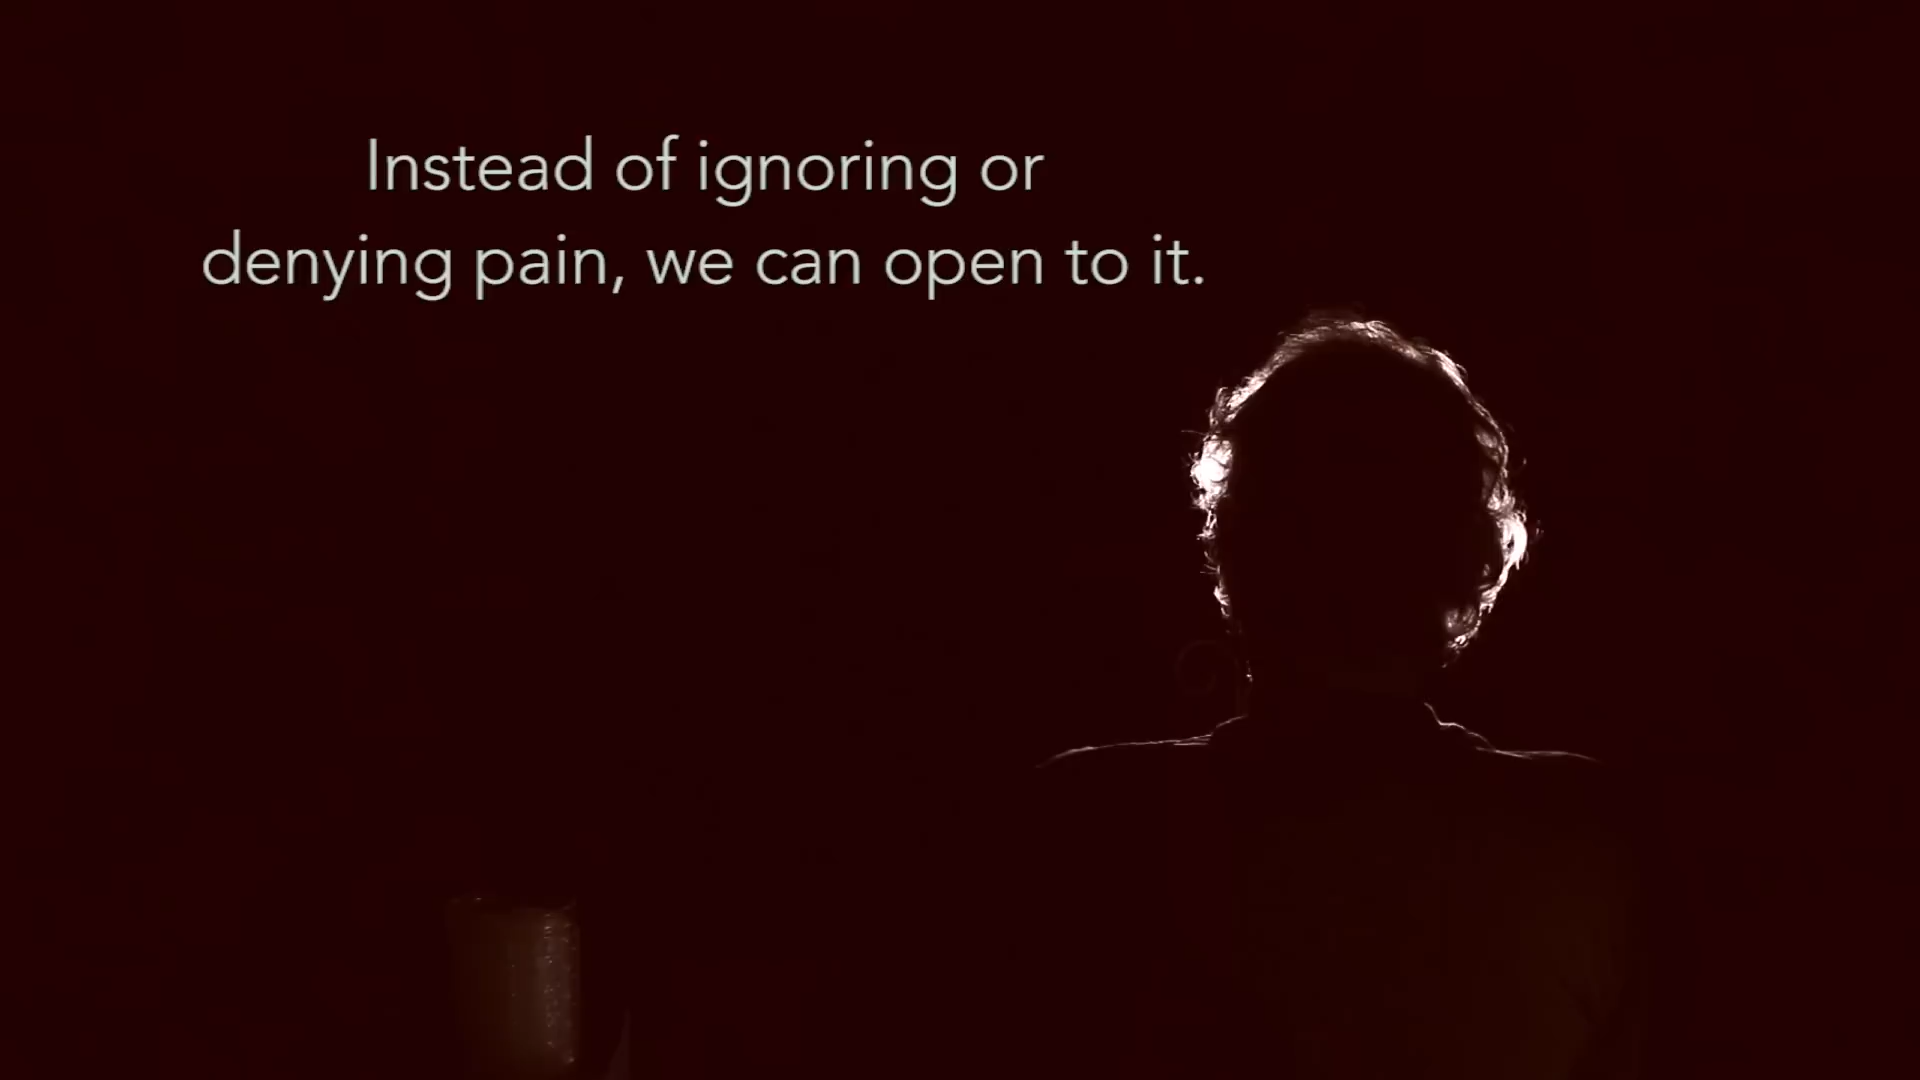 Instead of ignoring or
denying pain, we can open to it.